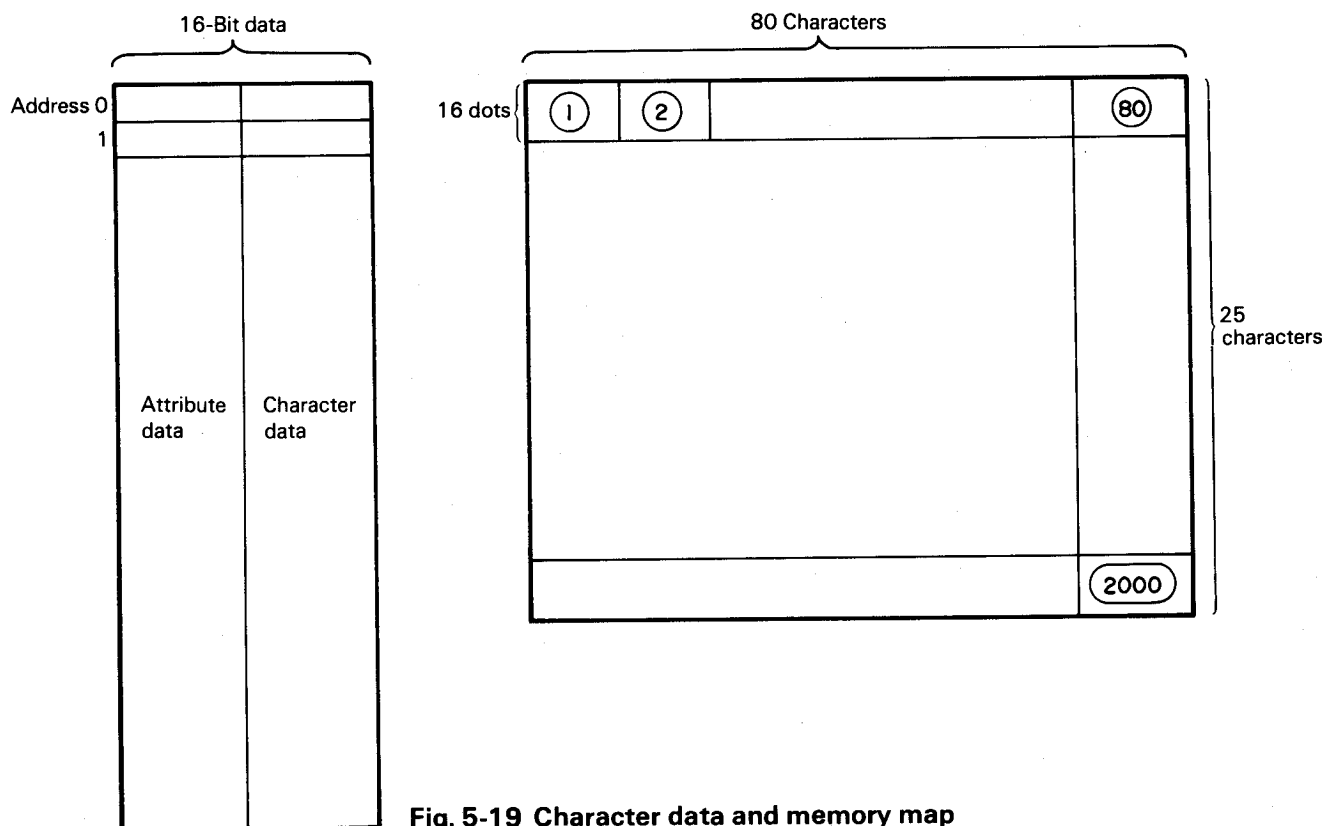 16-Bit data
Address 0
1
Attribute
data
Character
data
80 Characters
16 dots
1
2
80
25
characters
2000
Fig. 5-19 Character data and memory map